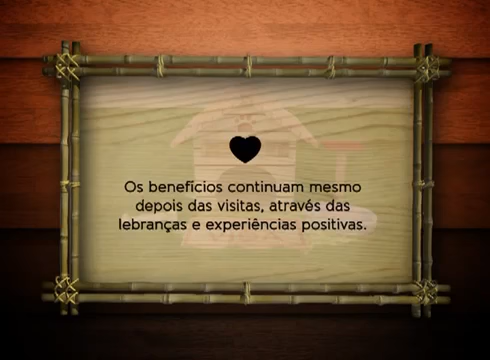 Os benefícios continuam mesmo
depois das visitas, através das
lebranças e experiências positivas.